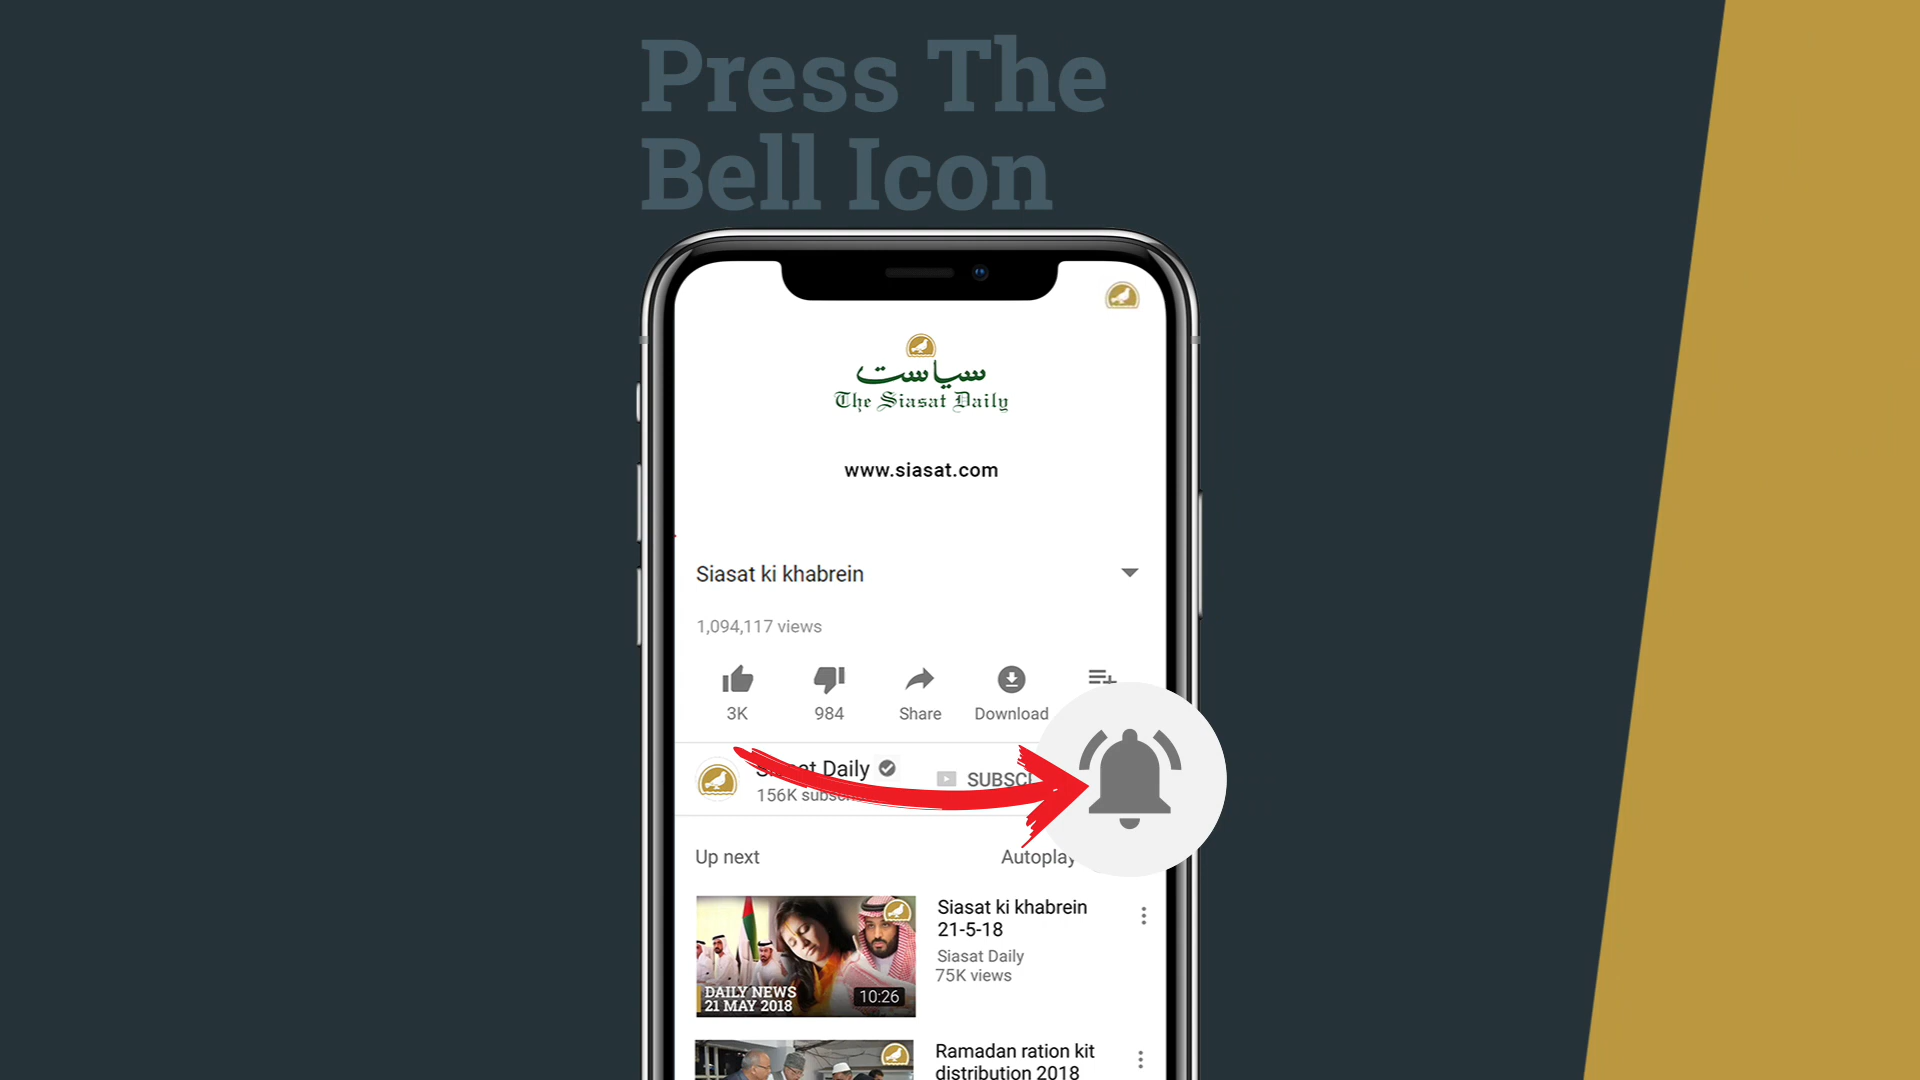 Press The
Bell Icon
سیاست
The Siasat Daily
www.siasat.com
Siasat ki khabrein
1,094,117 views
3K
984
Share
Download
Siasat Daily
156K
SUBSC
Up next
Autoplay
Siasat ki khabrein
21-5-18
Siasat Daily
75K views
DAILY NEWS
21 MAY 2018
10:26
Ramadan ration kit
distribution 2018